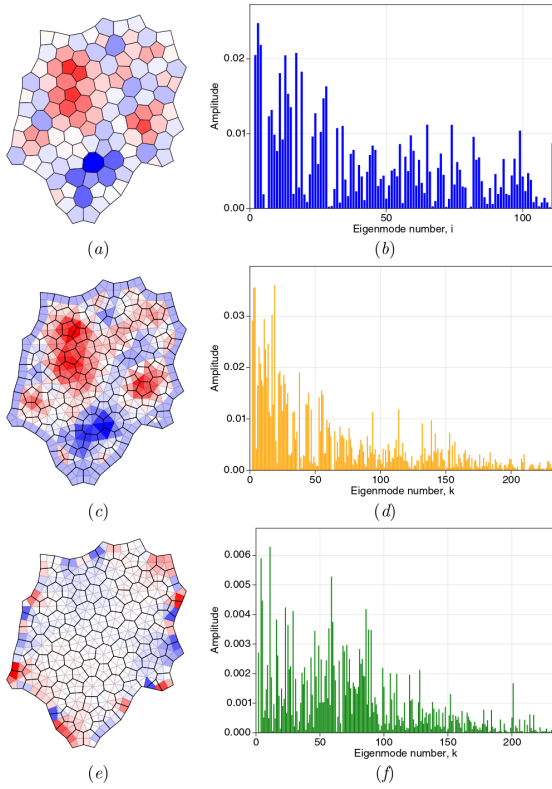 0.02
0.01
0.00
Amplitude
0
50
100
Eigenmode number, i
(a)
(b)
0.03
0.02
0.01
0.00
Amplitude
0
50
100
150
200
Eigenmode number, k
(c)
(d)
0.006
0.005
0.004
0.003
0.002
0.001
0.000
Amplitude
0
50
100
150
200
Eigenmode number, k
(e)
(f)